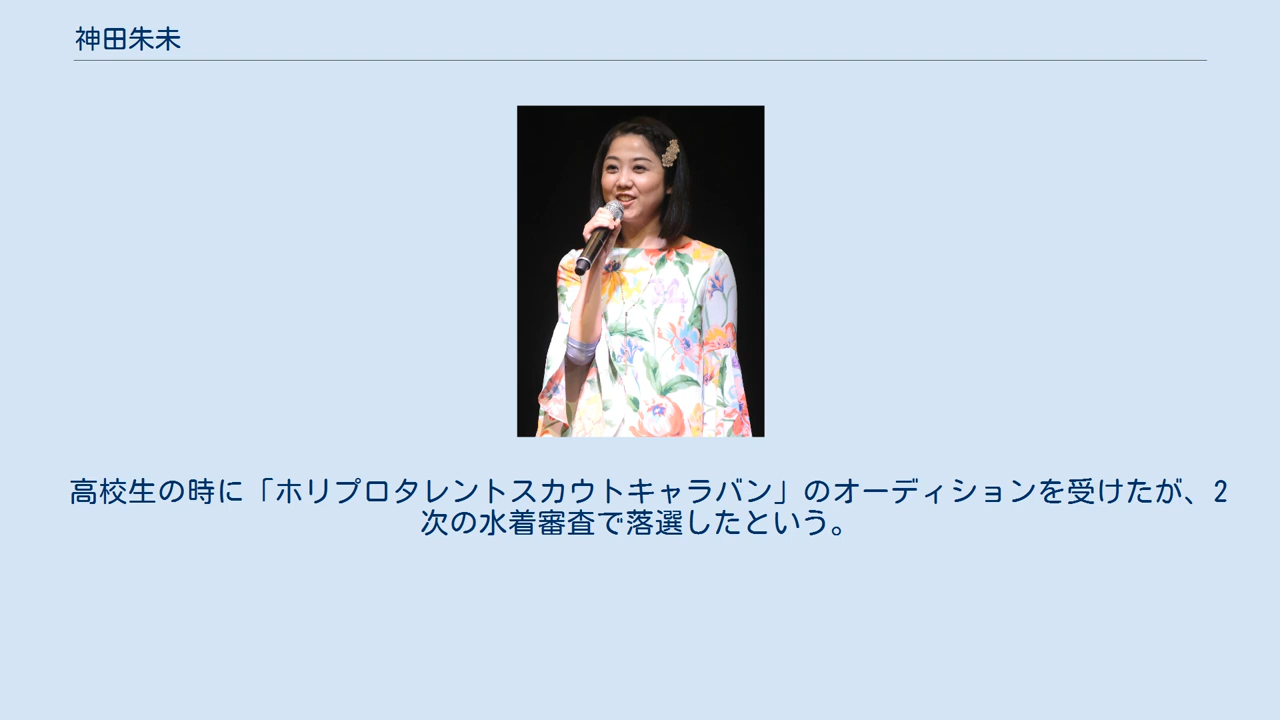 神田朱未
高校生の時に「ホリプロタレントスカウトキャラバン」のオーディションを受けたが、2
次の水着審査で落選したという。